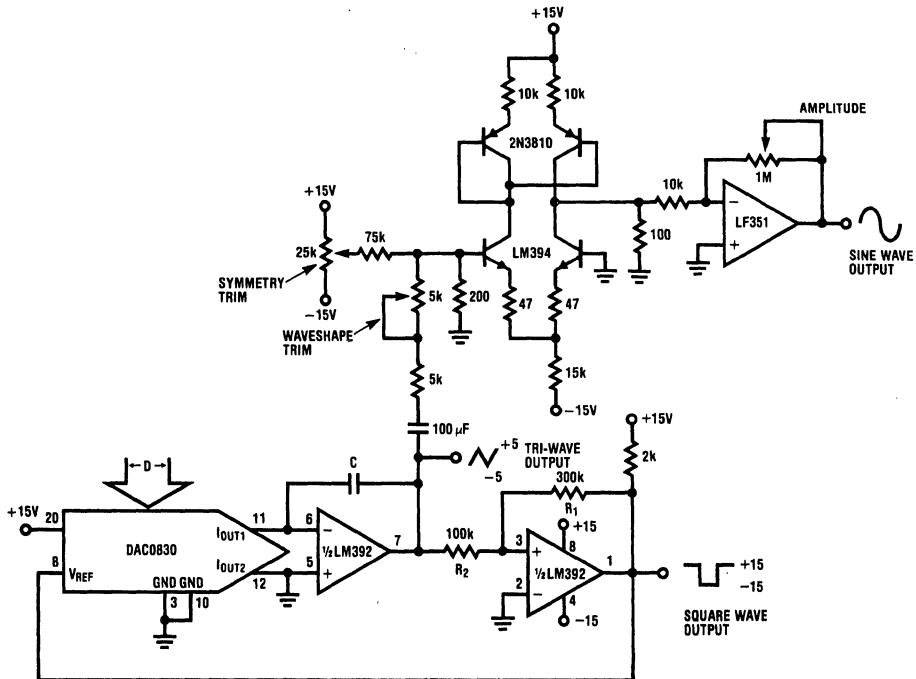 +15V
10k
10k
AMPLITUDE
2N3810
1M
+15V
10k
LF351
25k
75k
LM394
100
SINE WAVE
OUTPUT
SYMMETRY
TRIM
-15V
5k
200
47
47
WAVESHAPE
TRIM
5k
15k
-15V
100 µF
+15V
+5
-5
TRI-WAVE
OUTPUT
2k
D
C
300k
R1
+15V
20
11
6
7
100k
+15
3
8
IOUT1
DAC0830
½LM392
R2
½LM392
1
+15
-15
8
VREF
IOUT2
12
5
2
4
-15
GND GND
3
10
SQUARE WAVE
OUTPUT